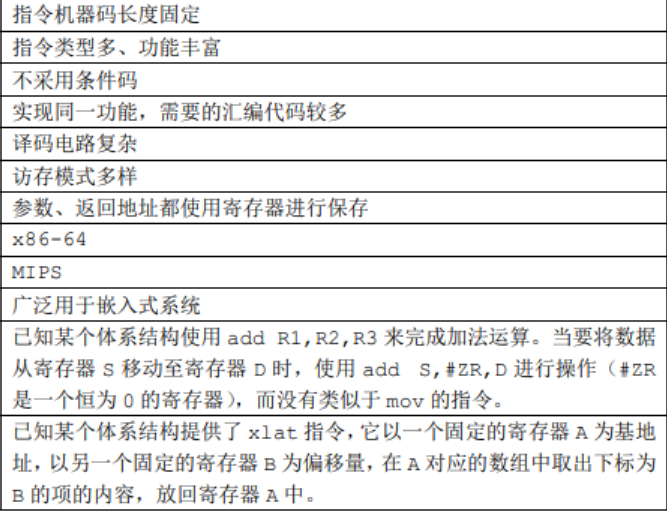 指令机器码长度固定
指令类型多、功能丰富
不采用条件码
实现同一功能，需要的汇编代码较多
译码电路复杂
访存模式多样
参数、返回地址都使用寄存器进行保存
x86-64
MIPS
广泛用于嵌入式系统
已知某个体系结构使用 add R1,R2,R3 来完成加法运算。当要将数据
从寄存器 S 移动至寄存器 D 时，使用 add S,#ZR,D 进行操作（#ZR
是一个恒为 0 的寄存器），而没有类似于 mov 的指令。
已知某个体系结构提供了 xlat 指令，它以一个固定的寄存器 A 为基地
址，以另一个固定的寄存器 B 为偏移量，在 A 对应的数组中取出下标为
B 的项的内容，放回寄存器 A 中。